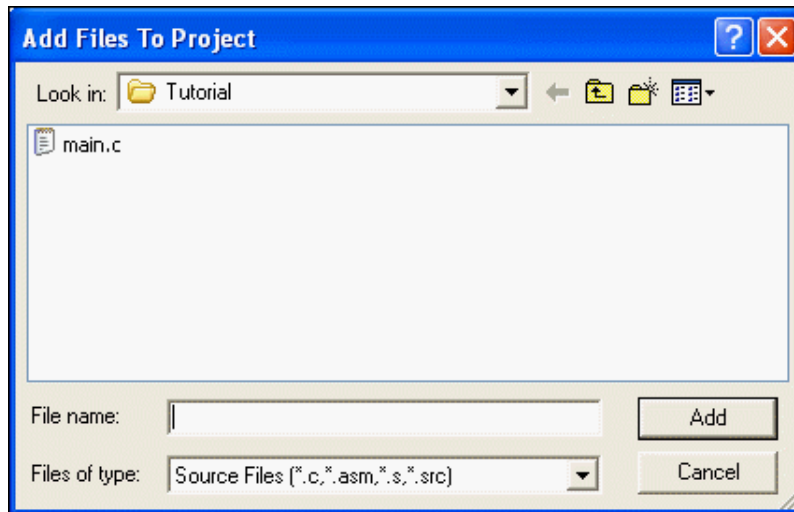 Add Files To Project
Look in: Tutorial
main.c
File name:
Add
Files of type: Source Files (*.c,*.asm,*.s,*.src)
Cancel